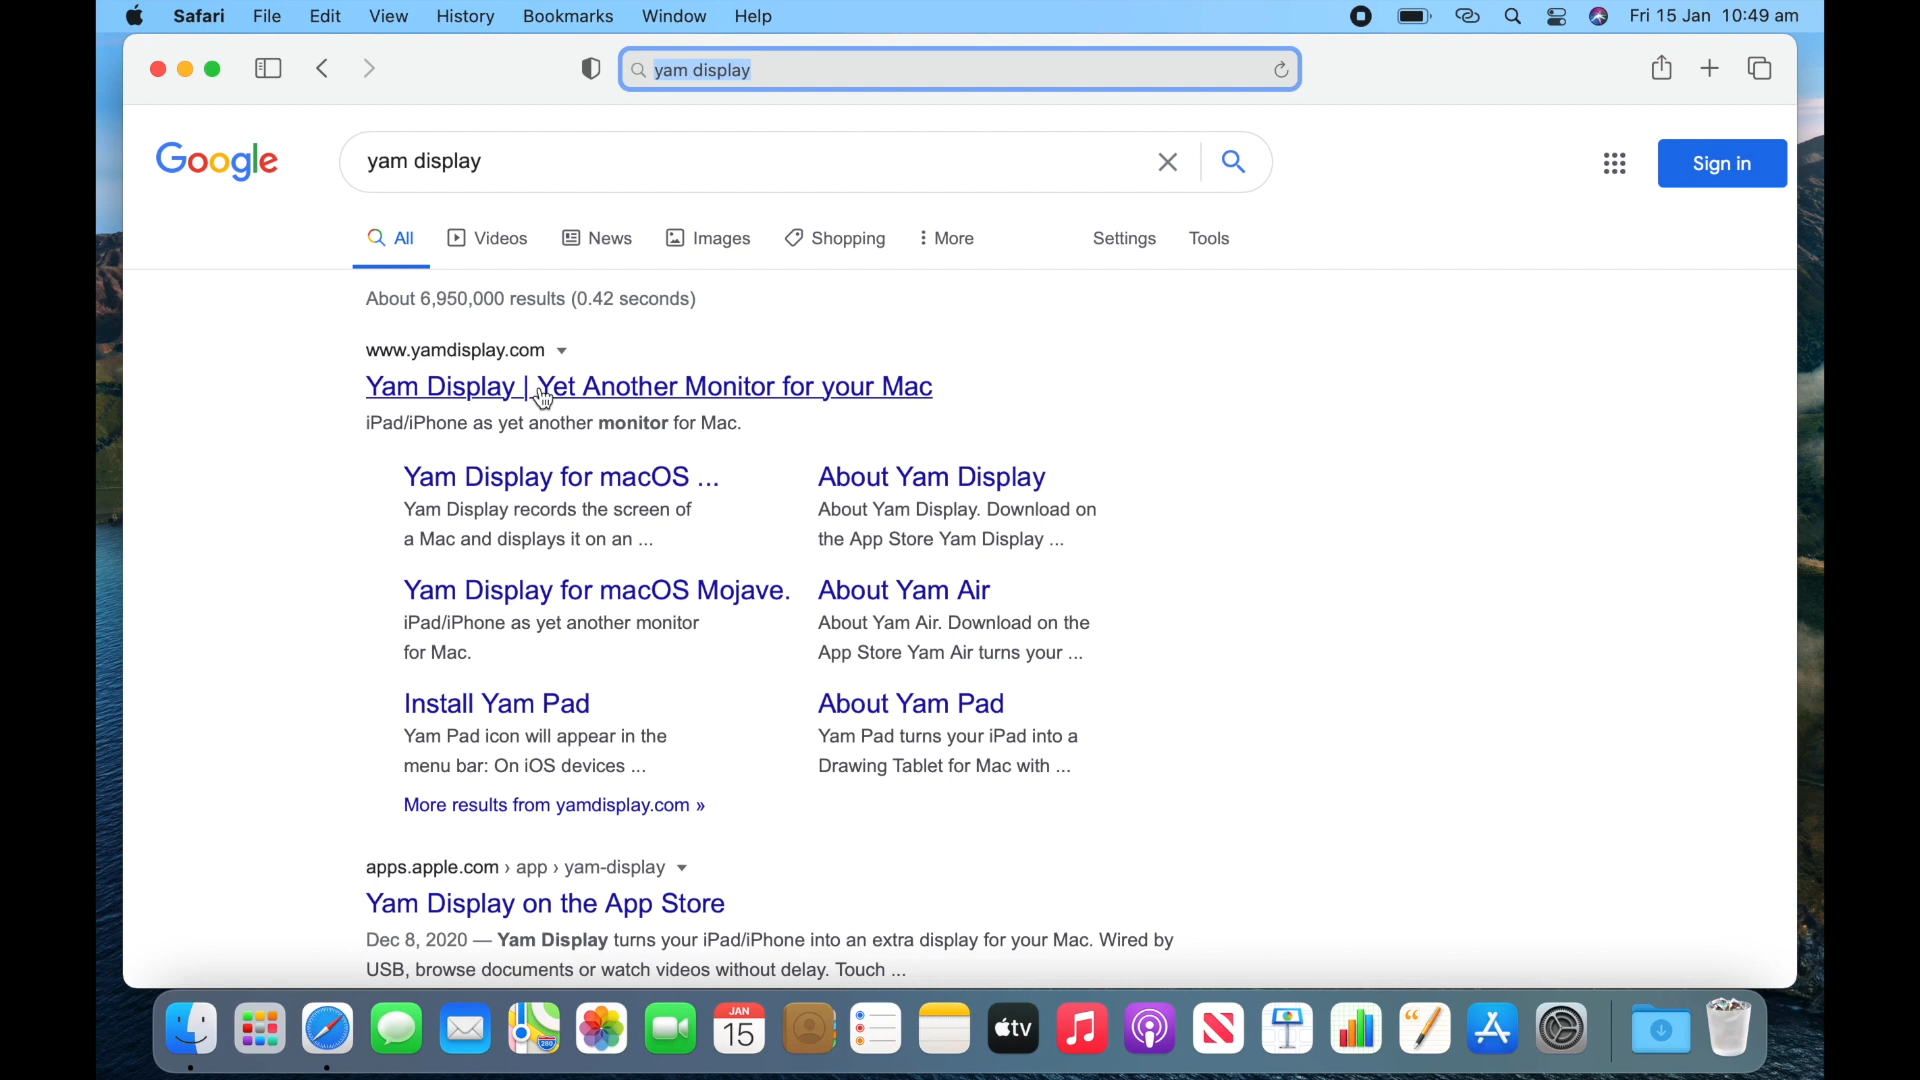 Safari File Edit View History Bookmarks Window Help
Fri 15 Jan 10:49 am
yam display
Google
yam display
Sign in
All Videos News Images Shopping More Settings Tools
About 6,950,000 results (0.42 seconds)
www.yamdisplay.com
Yam Display | Yet Another Monitor for your Mac
iPad/iPhone as yet another monitor for Mac.
Yam Display for macOS ...
Yam Display records the screen of
a Mac and displays it on an ...
About Yam Display
About Yam Display. Download on
the App Store Yam Display ...
Yam Display for macOS Mojave.
iPad/iPhone as yet another monitor
for Mac.
About Yam Air
About Yam Air. Download on the
App Store Yam Air turns your ...
Install Yam Pad
Yam Pad icon will appear in the
menu bar: On iOS devices ...
About Yam Pad
Yam Pad turns your iPad into a
Drawing Tablet for Mac with ...
More results from yamdisplay.com »
apps.apple.com › app › yam-display
Yam Display on the App Store
Dec 8, 2020 — Yam Display turns your iPad/iPhone into an extra display for your Mac. Wired by
USB, browse documents or watch videos without delay. Touch ...
280
JAN
15
tv